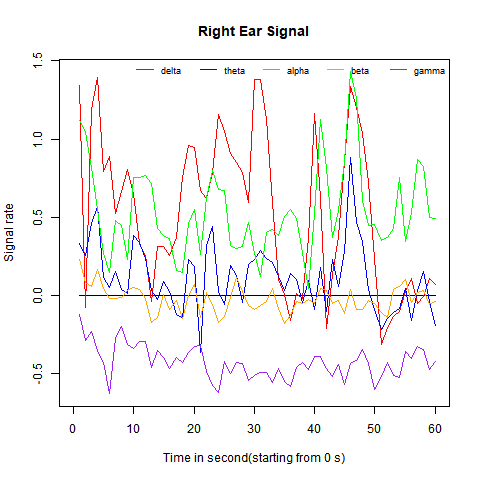 Right Ear Signal
delta theta alpha beta gamma
Signal rate
1.5
1.0
0.5
0.0
-0.5
0 10 20 30 40 50 60
Time in second(starting from 0 s)